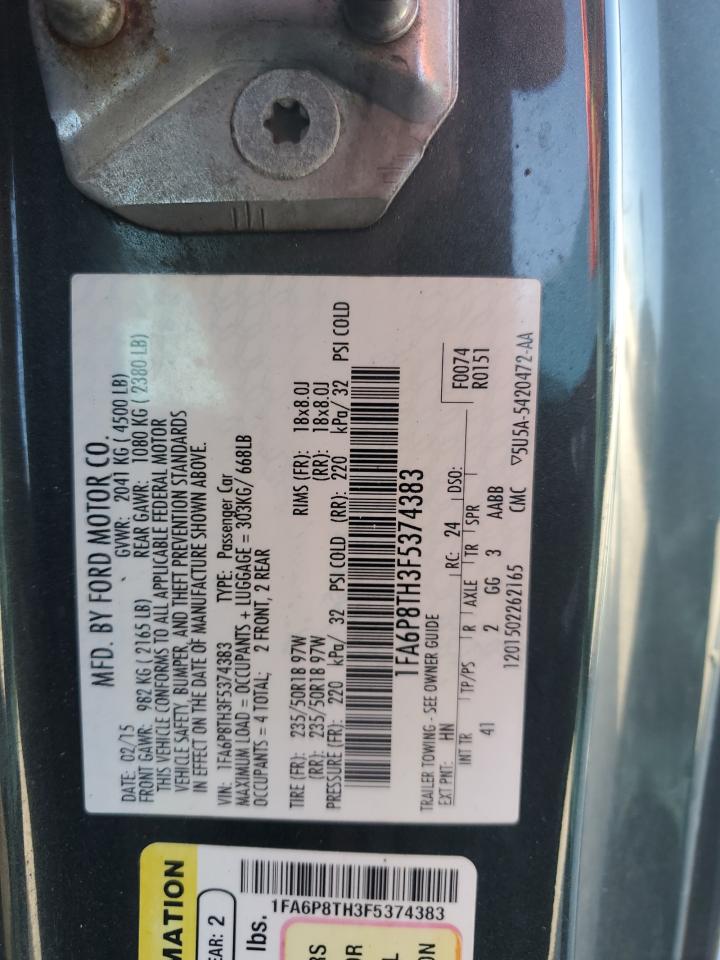 MFD. BY FORD MOTOR CO.
DATE: 02/15 GVWR: 2041 KG ( 4500 LB)
FRONT GAWR: 982 KG ( 2165 LB) REAR GAWR: 1080 KG ( 2380 LB)
THIS VEHICLE CONFORMS TO ALL APPLICABLE FEDERAL MOTOR
VEHICLE SAFETY, BUMPER, AND THEFT PREVENTION STANDARDS
IN EFFECT ON THE DATE OF MANUFACTURE SHOWN ABOVE.
VIN: 1FA6P8TH3F5374383 TYPE: Passenger Car
MAXIMUM LOAD = OCCUPANTS + LUGGAGE = 303KG/ 668LB
OCCUPANTS = 4 TOTAL; 2 FRONT, 2 REAR
TIRE (FR): 235/50R18 97W RIMS (FR): 18x8.0J
(RR): 235/50R18 97W (RR): 18x8.0J
PRESSURE (FR): 220 kPa/ 32 PSI COLD (RR): 220 kPa/ 32 PSI COLD
1FA6P8TH3F5374383
TRAILER TOWING - SEE OWNER GUIDE
EXT PNT: HN RC: 24 DSO: F0074
R0151
INT TR TP/PS R AXLE TR SPR
41 2 GG 3 AABB
1201502262165 CMC ▽5U5A-5420472-AA
MATION
EAR: 2
lbs.
1FA6P8TH3F5374383
RS
OR
L
ON